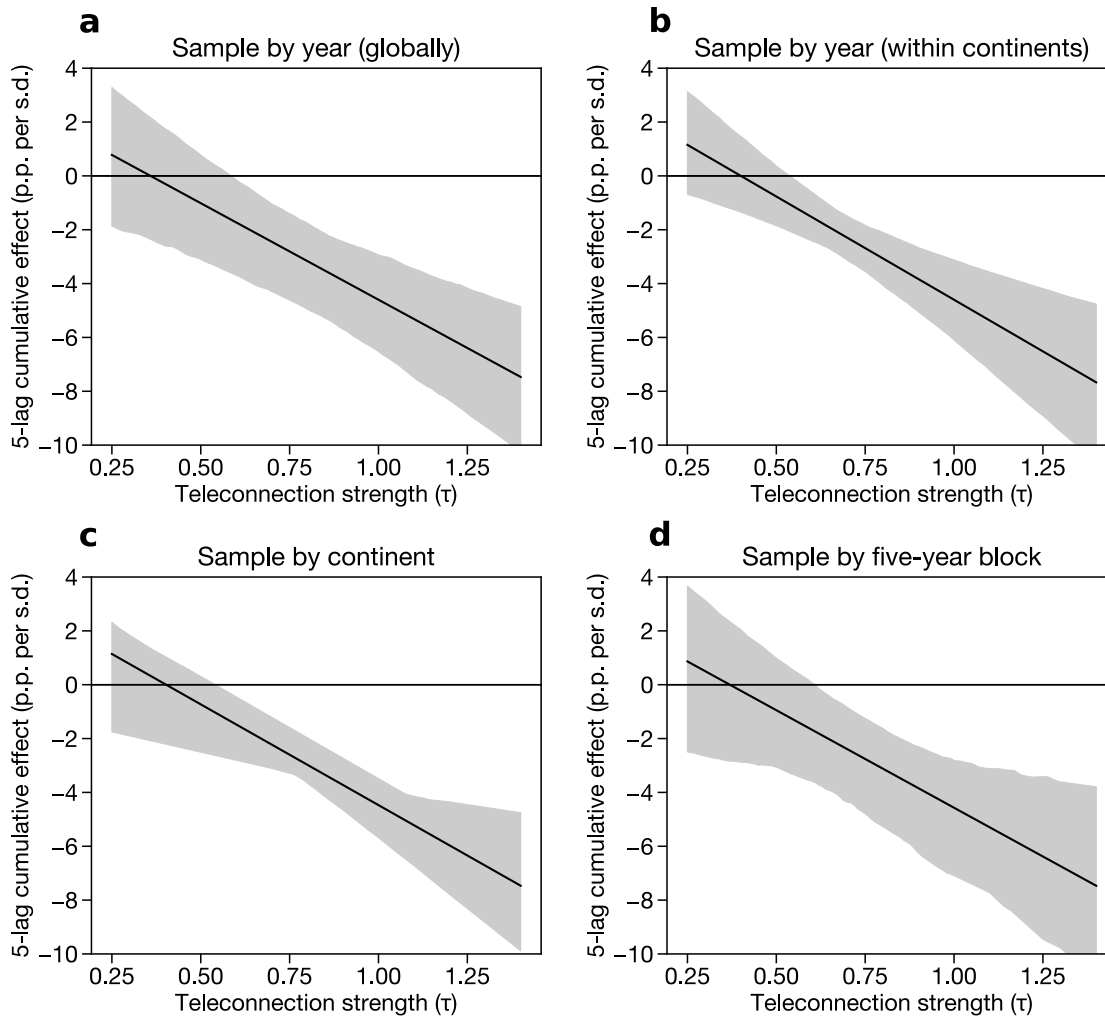 a
Sample by year (globally)
5-lag cumulative effect (p.p. per s.d.)
4
2
0
−2
−4
−6
−8
−10
0.25 0.50 0.75 1.00 1.25
Teleconnection strength (τ)
b
Sample by year (within continents)
5-lag cumulative effect (p.p. per s.d.)
4
2
0
−2
−4
−6
−8
−10
0.25 0.50 0.75 1.00 1.25
Teleconnection strength (τ)
c
Sample by continent
5-lag cumulative effect (p.p. per s.d.)
4
2
0
−2
−4
−6
−8
−10
0.25 0.50 0.75 1.00 1.25
Teleconnection strength (τ)
d
Sample by five-year block
5-lag cumulative effect (p.p. per s.d.)
4
2
0
−2
−4
−6
−8
−10
0.25 0.50 0.75 1.00 1.25
Teleconnection strength (τ)